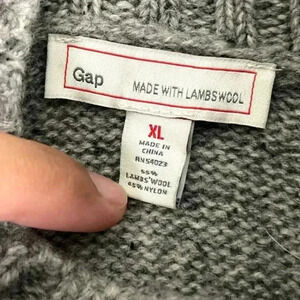 Gap
MADE WITH LAMBSWOOL
XL
MADE IN
CHINA
RN54023
55%
LAMBS'WOOL
45% NYLON